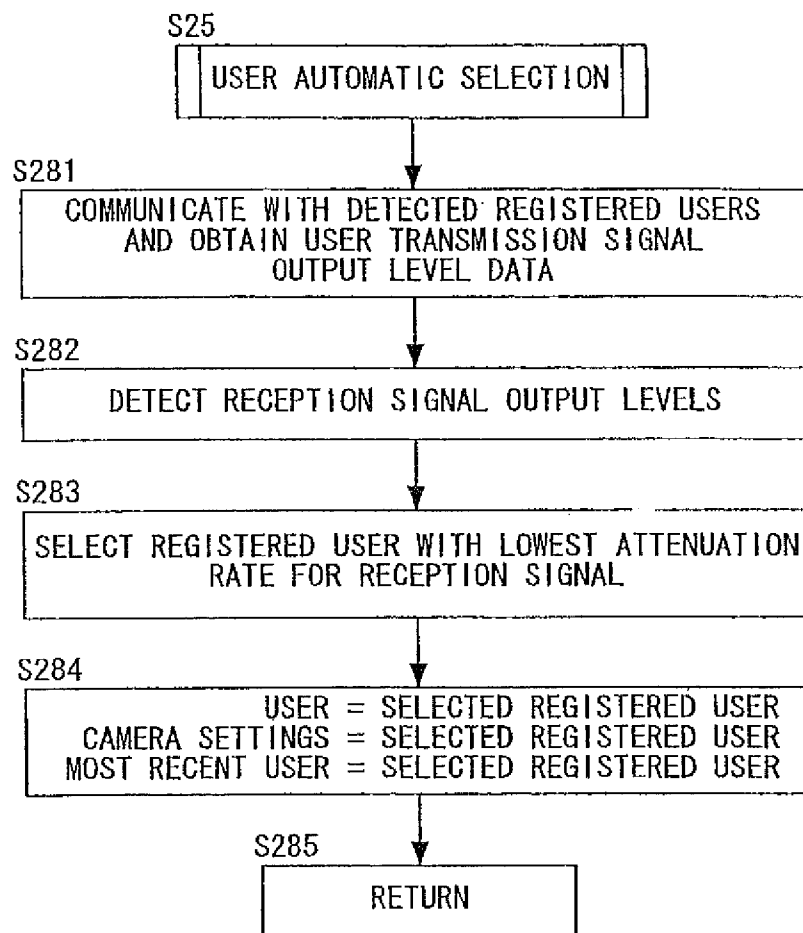 S25
USER AUTOMATIC SELECTION
S281
COMMUNICATE WITH DETECTED REGISTERED USERS
AND OBTAIN USER TRANSMISSION SIGNAL
OUTPUT LEVEL DATA
S282
DETECT RECEPTION SIGNAL OUTPUT LEVELS
S283
SELECT REGISTERED USER WITH LOWEST ATTENUATION
RATE FOR RECEPTION SIGNAL
S284
USER = SELECTED REGISTERED USER
CAMERA SETTINGS = SELECTED REGISTERED USER
MOST RECENT USER = SELECTED REGISTERED USER
S285
RETURN